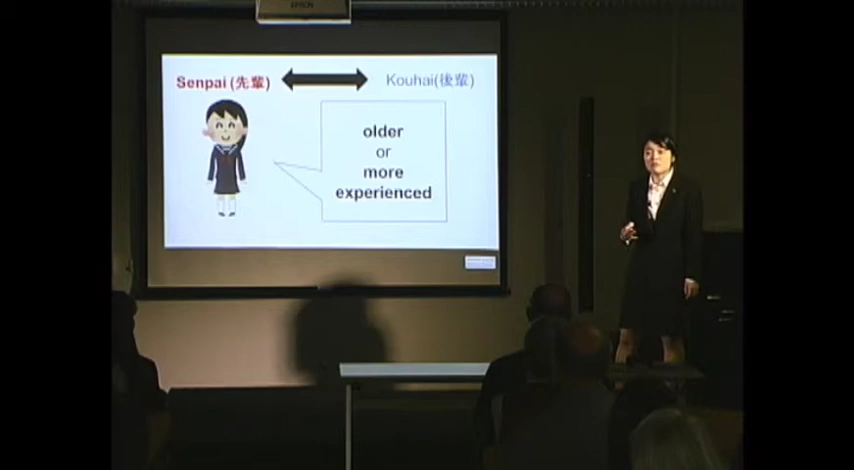 Senpai (先輩)
Kouhai(後輩)
older
or
more
experienced